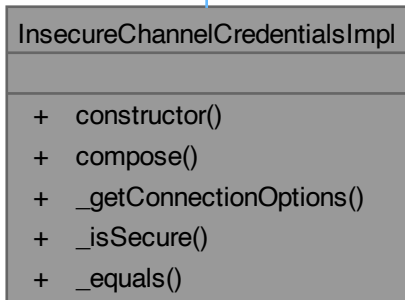 InsecureChannelCredentialsImpl
+ constructor()
+ compose()
+ _getConnectionOptions()
+ _isSecure()
+ _equals()